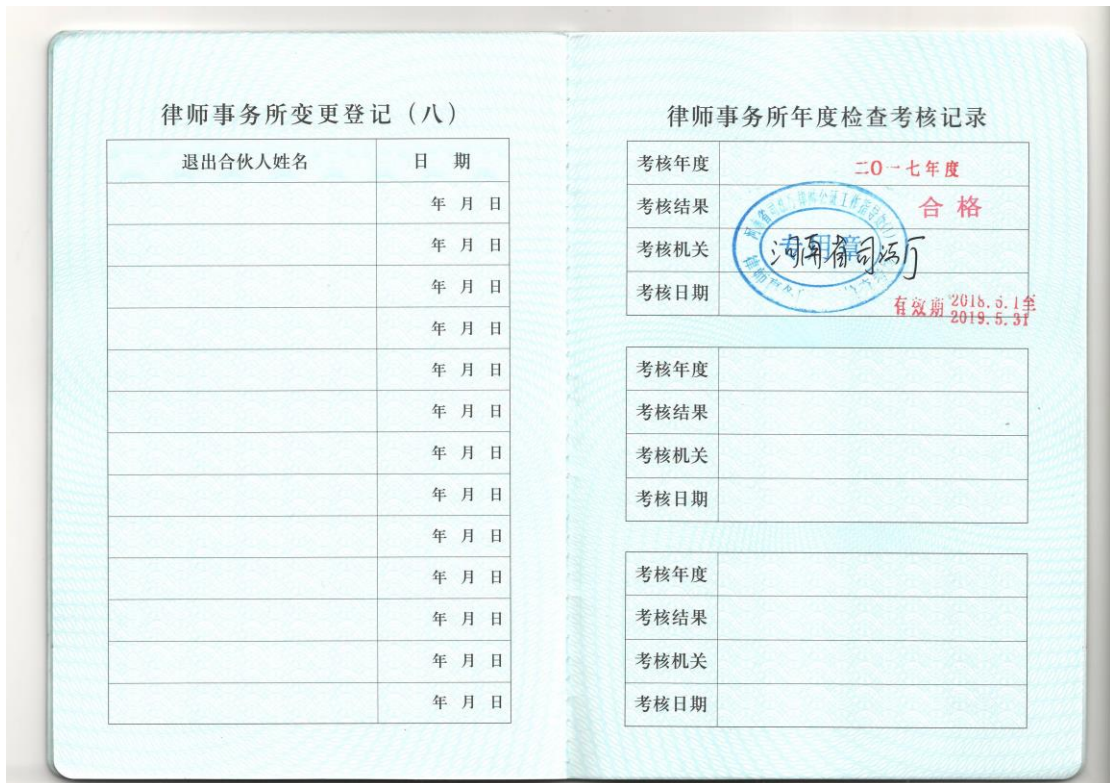 律师事务所变更登记（八）
退出合伙人姓名 日 期
年 月 日
年 月 日
年 月 日
年 月 日
年 月 日
年 月 日
年 月 日
年 月 日
年 月 日
年 月 日
年 月 日
年 月 日
年 月 日
律师事务所年度检查考核记录
考核年度 二0一七年度
考核结果 合格
考核机关 河南省司法厅
专用章
考核日期
有效期 2018.5.1至
2019.5.31
考核年度
考核结果
考核机关
考核日期
考核年度
考核结果
考核机关
考核日期